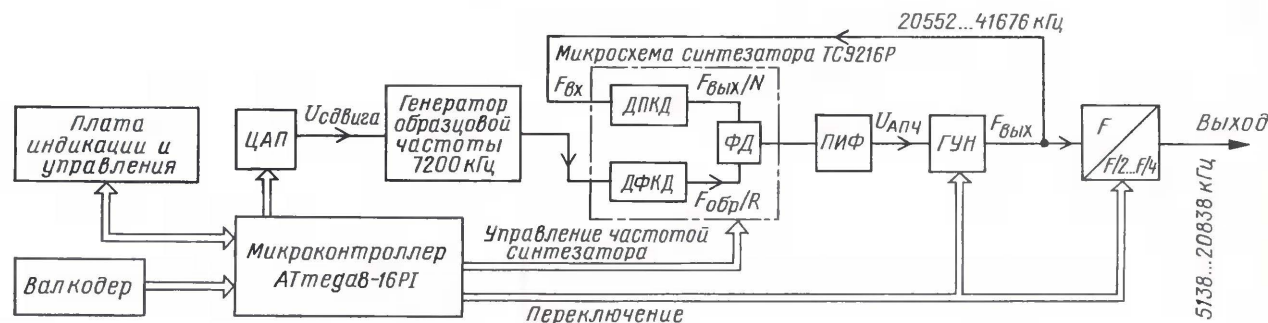 20552...41676 кГц
Микросхема синтезатора TC9216P
Fвх
ДПКД
Fвых/N
ФД
ДФКД
Fобр/R
Плата
индикации и
управления
ЦАП
Uсдвига
Генератор
образцовой
частоты
7200 кГц
ПИФ
UАПЧ
ГУН
Fвых
F
F/2...F/4
Выход
5138...20838 кГц
Валкодер
Микроконтроллер
ATmega8-16PI
Управление частотой
синтезатора
Переключение